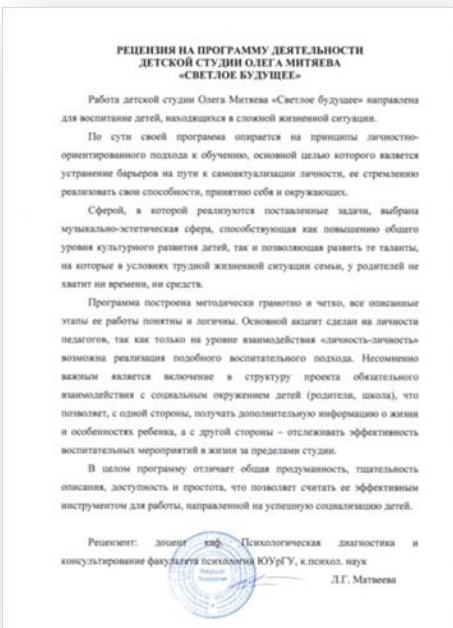 РЕЦЕНЗИЯ НА ПРОГРАММУ ДЕЯТЕЛЬНОСТИ
ДЕТСКОЙ СТУДИИ ОЛЕГА МИТЯЕВА
«СВЕТЛОЕ БУДУЩЕЕ»
Работа детской студии Олега Митяева «Светлое будущее» направлена
для воспитание детей, находящихся в сложной жизненной ситуации.
По сути своей программа опирается на принципы личностно-
ориентированного подхода к обучению, основной целью которого является
устранение барьеров на пути к самоактуализации личности, ее стремлению
реализовать свои способности, принятию себя и окружающих.
Сферой, в которой реализуются поставленные задачи, выбрана
музыкально-эстетическая сфера, способствующая как повышению общего
уровня культурного развития детей, так и позволяющая развить те таланты,
на которые в условиях трудной жизненной ситуации семьи, у родителей не
хватит ни времени, ни средств.
Программа построена методически грамотно и четко, все описанные
этапы ее работы понятны и логичны. Основной акцент сделан на личности
педагогов, так как только на уровне взаимодействия «личность-личность»
возможна реализация подобного воспитательного подхода. Несомненно
важным является включение в структуру проекта обязательного
взаимодействия с социальным окружением детей (родители, школа), что
позволяет, с одной стороны, получать дополнительную информацию о жизни
и особенностях ребенка, а с другой стороны – отслеживать эффективность
воспитательных мероприятий в жизни за пределами студии.
В целом программу отличает общая продуманность, тщательность
описания, доступность и простота, что позволяет считать ее эффективным
инструментом для работы, направленной на успешную социализацию детей.
Рецензент: доцент каф. Психологическая диагностика и
консультирование факультета психологии ЮУрГУ, к.психол. наук
Л.Г. Матвеева